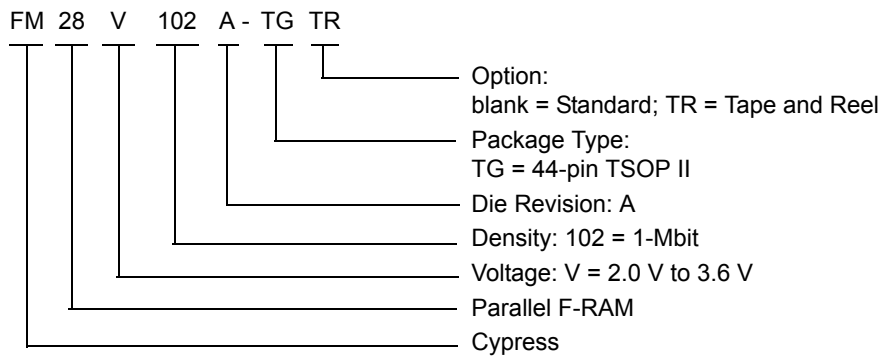 FM 28 V 102 A - TG TR
Option:
blank = Standard; TR = Tape and Reel
Package Type:
TG = 44-pin TSOP II
Die Revision: A
Density: 102 = 1-Mbit
Voltage: V = 2.0 V to 3.6 V
Parallel F-RAM
Cypress